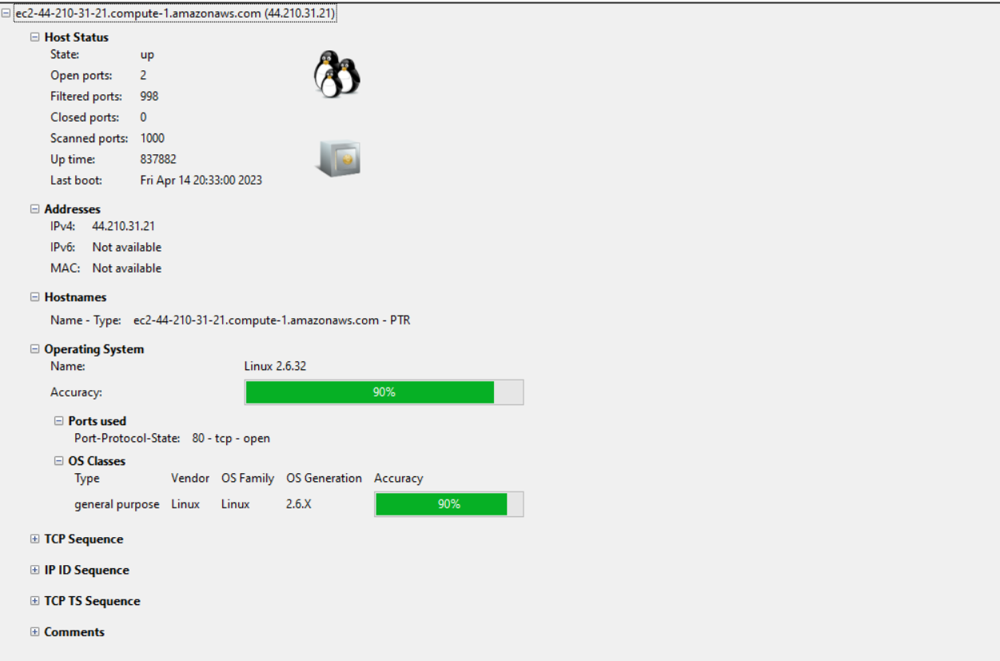 ec2-44-210-31-21.compute-1.amazonaws.com (44.210.31.21)
Host Status
State: up
Open ports: 2
Filtered ports: 998
Closed ports: 0
Scanned ports: 1000
Up time: 837882
Last boot: Fri Apr 14 20:33:00 2023
Addresses
IPv4: 44.210.31.21
IPv6: Not available
MAC: Not available
Hostnames
Name - Type: ec2-44-210-31-21.compute-1.amazonaws.com - PTR
Operating System
Name: Linux 2.6.32
Accuracy: 90%
Ports used
Port-Protocol-State: 80 - tcp - open
OS Classes
Type Vendor OS Family OS Generation Accuracy
general purpose Linux Linux 2.6.X 90%
TCP Sequence
IP ID Sequence
TCP TS Sequence
Comments